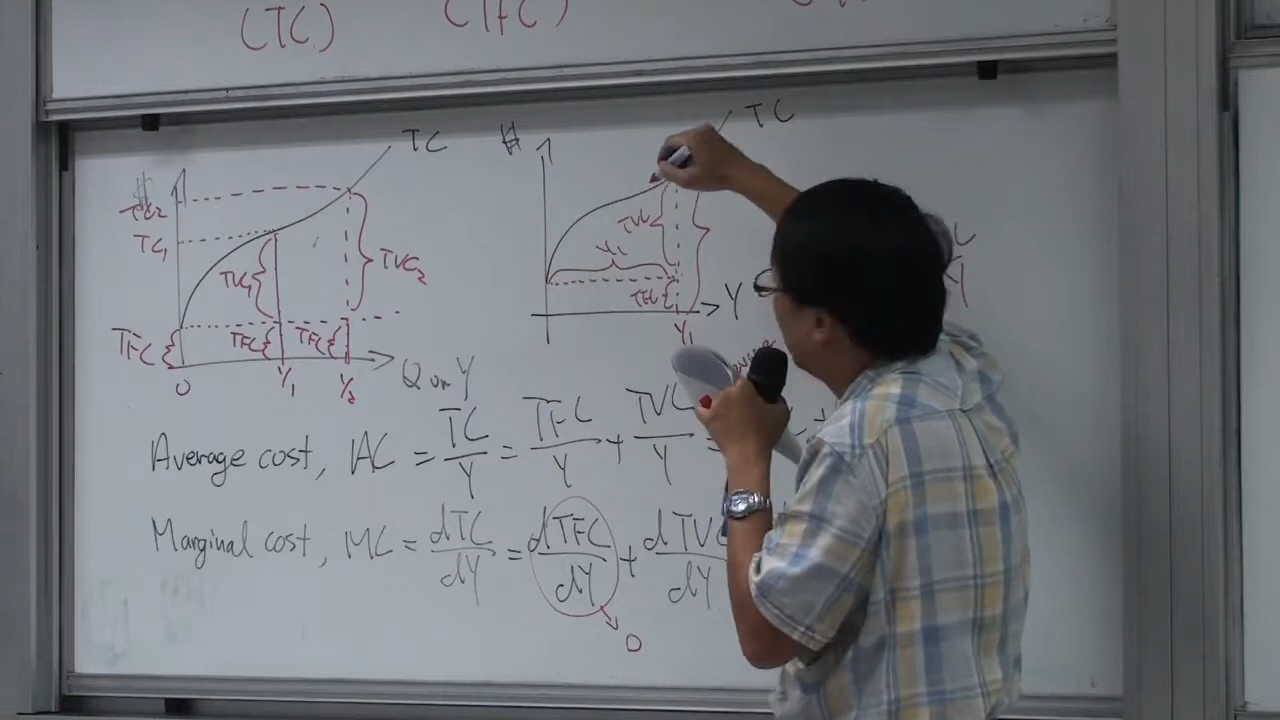 (TC) (TFC)
TC
$
TC2
TC1
TVC1
TVC2
TFC
TFC
TFC
0
Y1
Y2
Q or Y
$
TC
TVC
Y1
TFC
Y
Y1
Average cost, AC = TC/Y = TFC/Y + TVC/Y =
Marginal cost, MC = dTC/dY = dTFC/dY + dTVC/dY
0